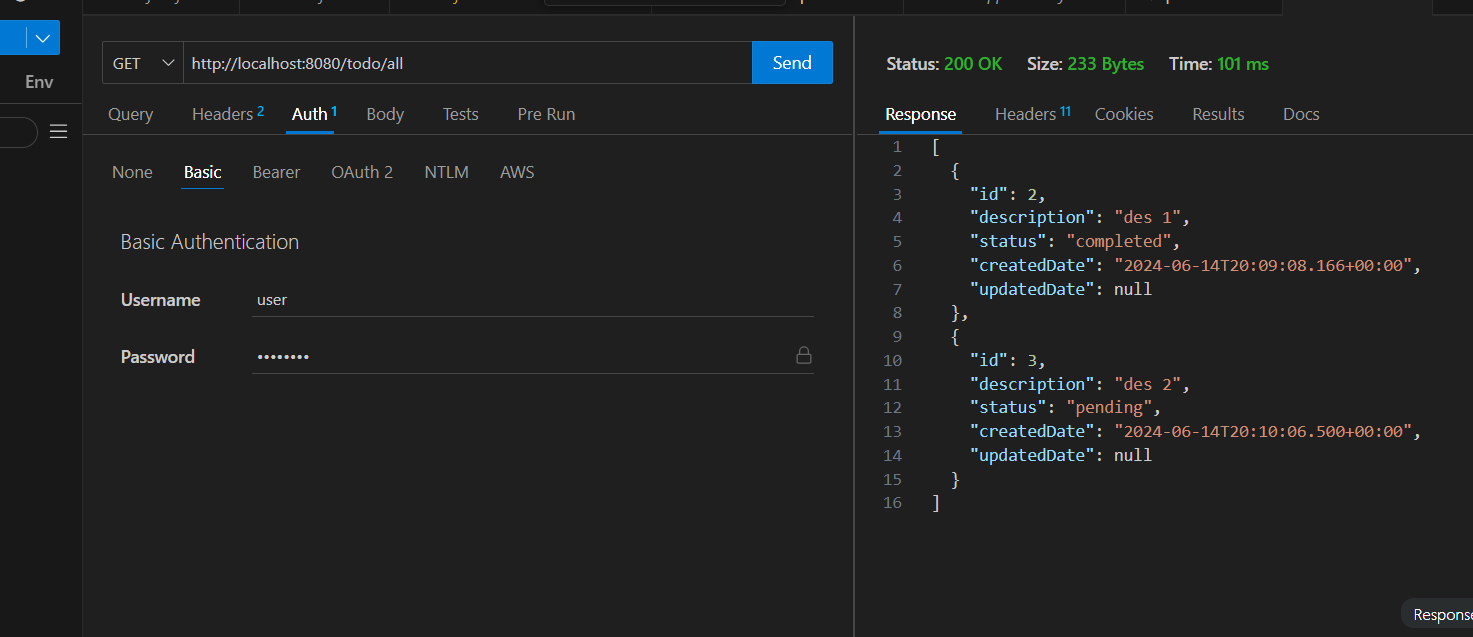 Env
GET http://localhost:8080/todo/all Send
Query Headers 2 Auth 1 Body Tests Pre Run
None Basic Bearer OAuth 2 NTLM AWS
Basic Authentication
Username user
Password ••••••••
Status: 200 OK Size: 233 Bytes Time: 101 ms
Response Headers 11 Cookies Results Docs
1 [
2 {
3 "id": 2,
4 "description": "des 1",
5 "status": "completed",
6 "createdDate": "2024-06-14T20:09:08.166+00:00",
7 "updatedDate": null
8 },
9 {
10 "id": 3,
11 "description": "des 2",
12 "status": "pending",
13 "createdDate": "2024-06-14T20:10:06.500+00:00",
14 "updatedDate": null
15 }
16 ]